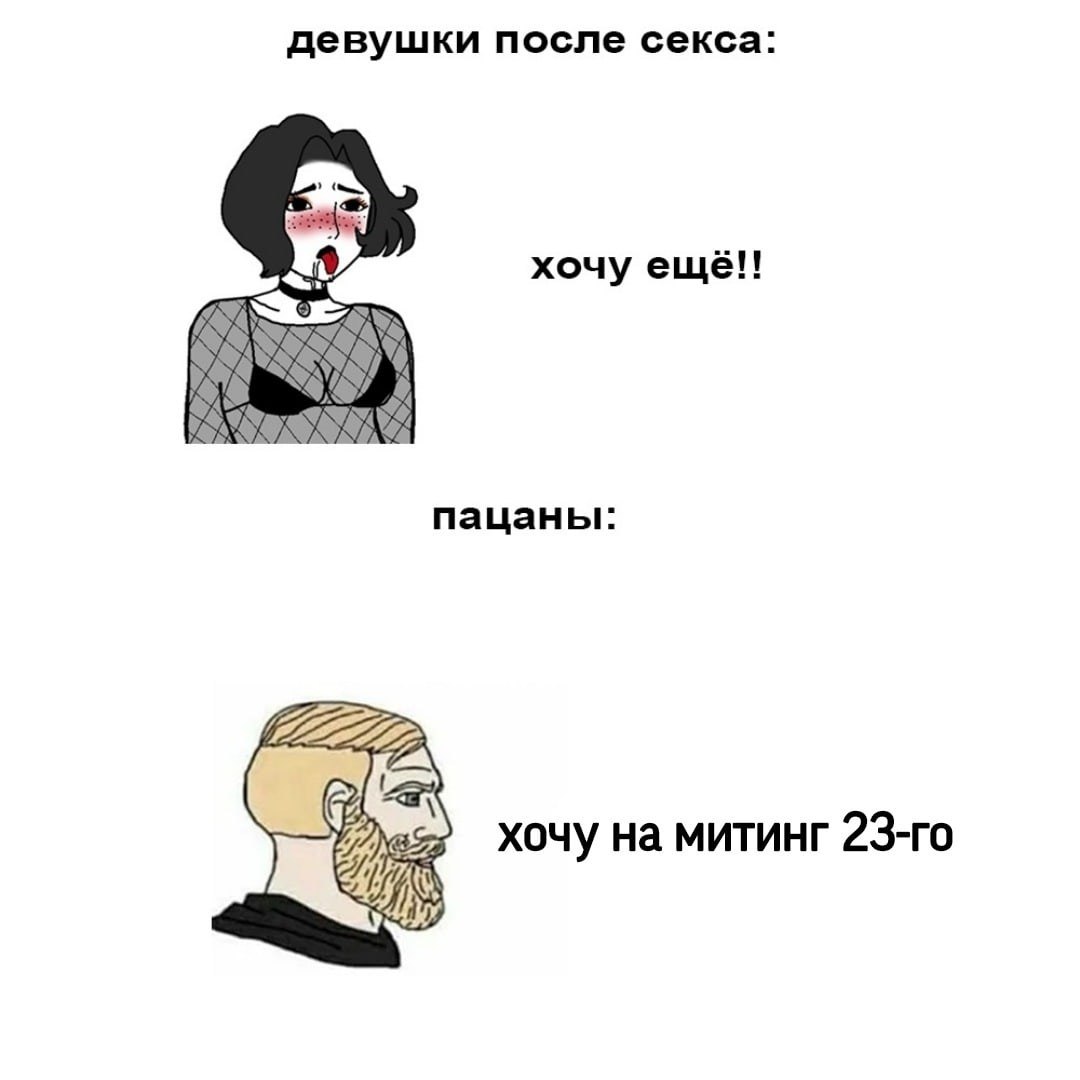 девушки после секса:
хочу ещё!!
пацаны:
хочу на митинг 23-го